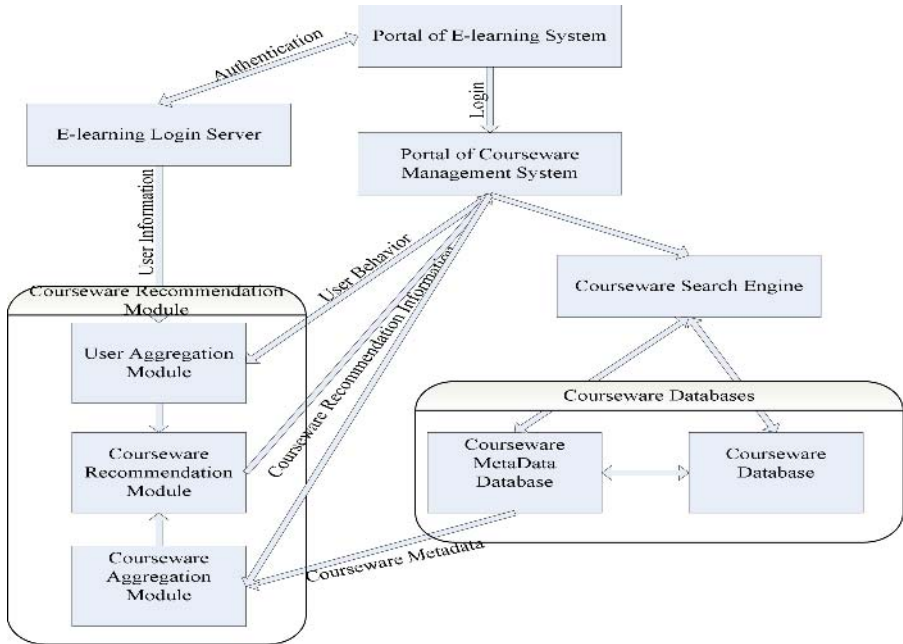 Portal of E-learning System
Authentication
Login
E-learning Login Server
Portal of Courseware
Management System
User Information
User Behavior
Courseware Recommendation Information
Courseware Search Engine
Courseware Recommendation
Module
User Aggregation
Module
Courseware
Recommendation
Module
Courseware
Aggregation
Module
Courseware Databases
Courseware
MetaData
Database
Courseware
Database
Courseware Metadata